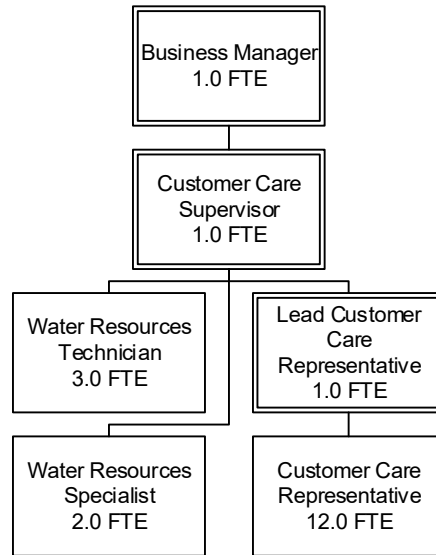 Business Manager
1.0 FTE
Customer Care
Supervisor
1.0 FTE
Water Resources
Technician
3.0 FTE
Lead Customer
Care
Representative
1.0 FTE
Water Resources
Specialist
2.0 FTE
Customer Care
Representative
12.0 FTE